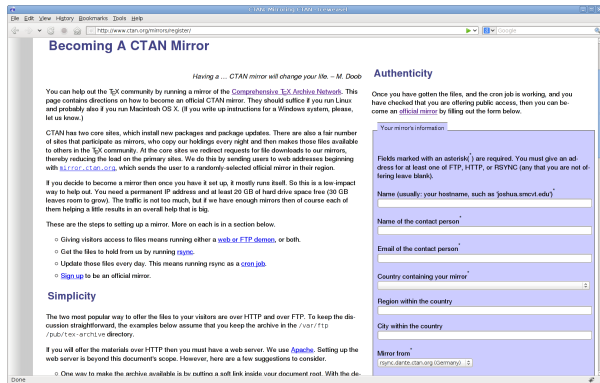 CTAN: Mirroring CTAN (Iceweasel)
File Edit View History Bookmarks Tools Help
http://www.ctan.org/mirrors/register/
Google
Becoming A CTAN Mirror
Having a … CTAN mirror will change your life. – M. Doob
You can help out the TEX community by running a mirror of the Comprehensive TEX Archive Network. This
page contains directions on how to become an official CTAN mirror. They should suffice if you run Linux
and probably also if you run Macintosh OS X. (If you write up instructions for a Windows system, please,
let us know.)
CTAN has two core sites, which install new packages and package updates. There are also a fair number
of sites that participate as mirrors, who copy our holdings every night and then makes those files available
to others in the TEX community. At the core sites we redirect requests for file downloads to our mirrors,
thereby reducing the load on the primary sites. We do this by sending users to web addresses beginning
with mirror.ctan.org, which sends the user to a randomly-selected official mirror in their region.
If you decide to become a mirror then once you have it set up, it mostly runs itself. So this is a low-impact
way to help out. You need a permanent IP address and at least 20 GB of hard drive space free (30 GB
leaves room to grow). The traffic is not too much, but if we have enough mirrors then of course each of
them helping a little results in an overall help that is big.
These are the steps to setting up a mirror. More on each is in a section below.
Giving visitors access to files means running either a web or FTP demon, or both.
Get the files to hold from us by running rsync.
Update those files every day. This means running rsync as a cron job.
Sign up to be an official mirror.
Simplicity
The two most popular way to offer the files to your visitors are over HTTP and over FTP. To keep the dis-
cussion straightforward, the examples below assume that you keep the archive in the /var/ftp
/pub/tex-archive directory.
If you will offer the materials over HTTP then you must have a web server. We use Apache. Setting up the
web server is beyond this document's scope. However, here are a few suggestions to consider.
One way to make the archive available is by putting a soft link inside your document root. With the de-
Authenticity
Once you have gotten the files, and the cron job is working, and you
have checked that you are offering public access, then you can be-
come an official mirror by filling out the form below.
Your mirror's information
Fields marked with an asterisk(*) are required. You must give an ad-
dress for at least one of FTP, HTTP, or RSYNC (any that you are not of-
fering leave blank).
Name (usually: your hostname, such as 'joshua.smcvt.edu')*
Name of the contact person*
Email of the contact person*
Country containing your mirror*
Region within the country
City within the country
Mirror from*
rsync.dante.ctan.org (Germany)
Done